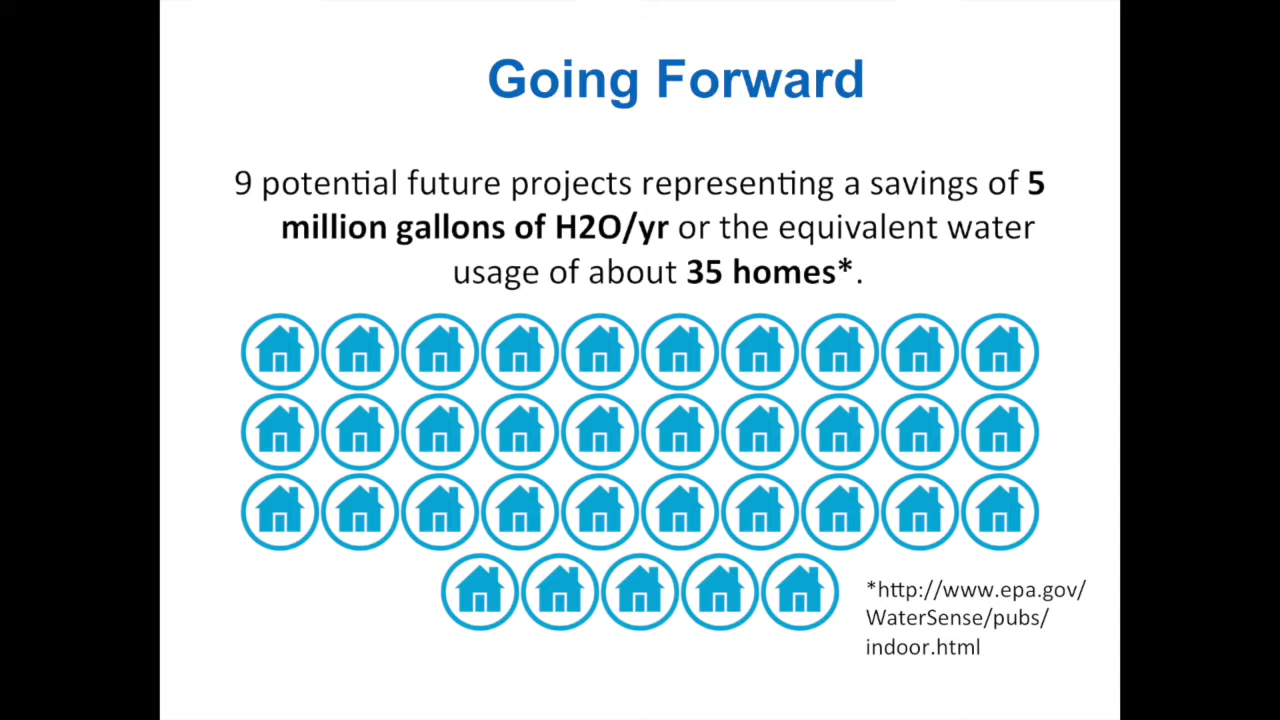 Going Forward
9 potential future projects representing a savings of 5
million gallons of H2O/yr or the equivalent water
usage of about 35 homes*.
*http://www.epa.gov/
WaterSense/pubs/
indoor.html